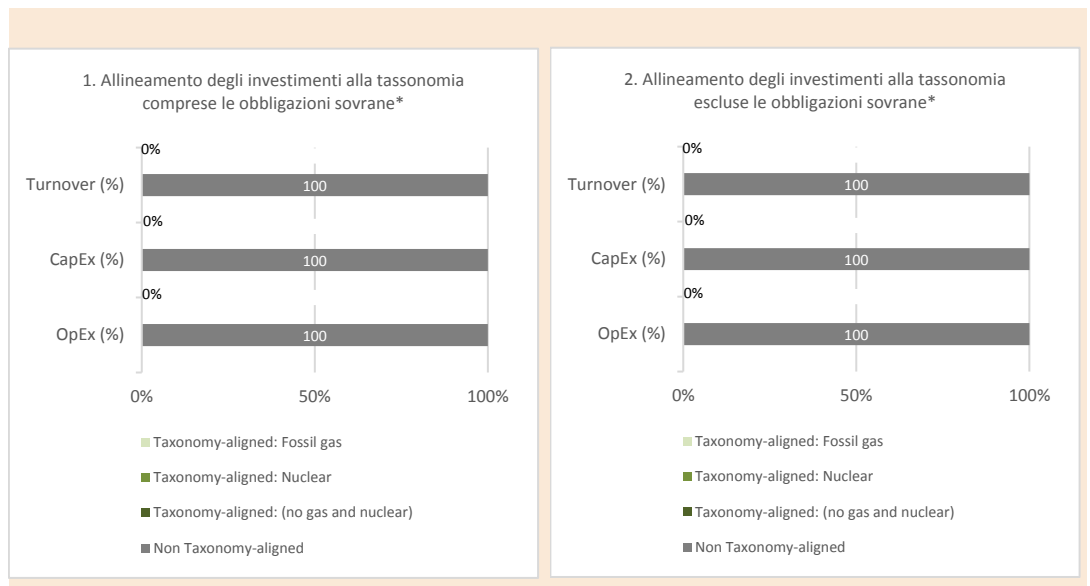 1. Allineamento degli investimenti alla tassonomia
comprese le obbligazioni sovrane*
0%
Turnover (%)
100
0%
CapEx (%)
100
0%
OpEx (%)
100
0%
50%
100%
Taxonomy-aligned: Fossil gas
Taxonomy-aligned: Nuclear
Taxonomy-aligned: (no gas and nuclear)
Non Taxonomy-aligned
2. Allineamento degli investimenti alla tassonomia
escluse le obbligazioni sovrane*
0%
Turnover (%)
100
0%
CapEx (%)
100
0%
OpEx (%)
100
0%
50%
100%
Taxonomy-aligned: Fossil gas
Taxonomy-aligned: Nuclear
Taxonomy-aligned: (no gas and nuclear)
Non Taxonomy-aligned